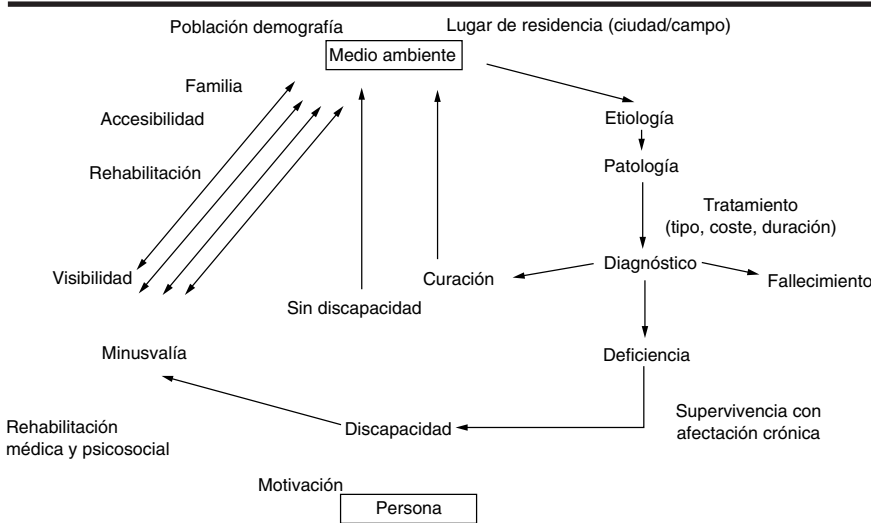 Población demografía
Lugar de residencia (ciudad/campo)
Medio ambiente
Familia
Accesibilidad
Etiología
Rehabilitación
Patología
Tratamiento
(tipo, coste, duración)
Visibilidad
Curación
Diagnóstico
Fallecimiento
Sin discapacidad
Minusvalía
Deficiencia
Rehabilitación
médica y psicosocial
Discapacidad
Supervivencia con
afectación crónica
Motivación
Persona